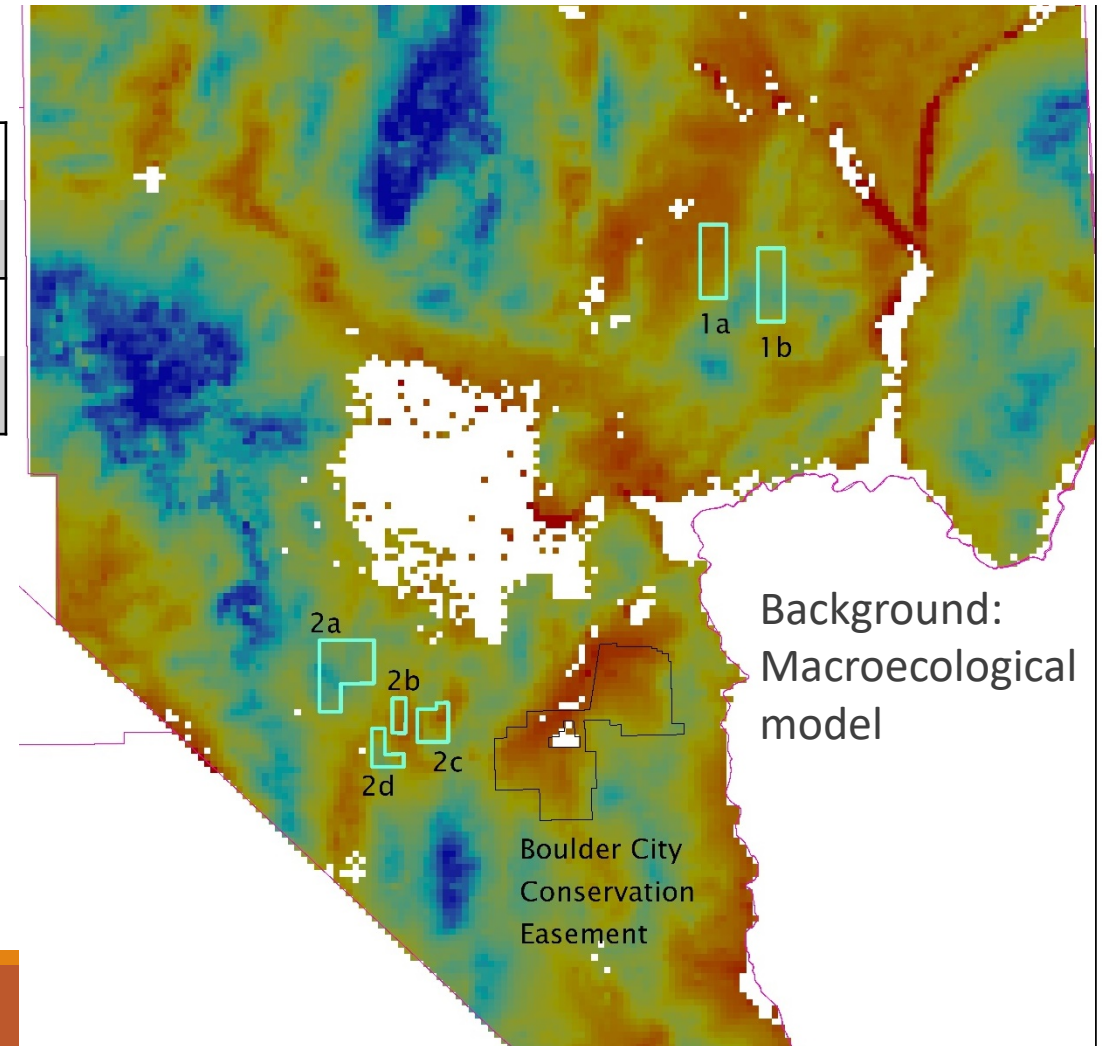 1a
1b
2a
2b
2c
2d
Background:
Macroecological
model
Boulder City
Conservation
Easement